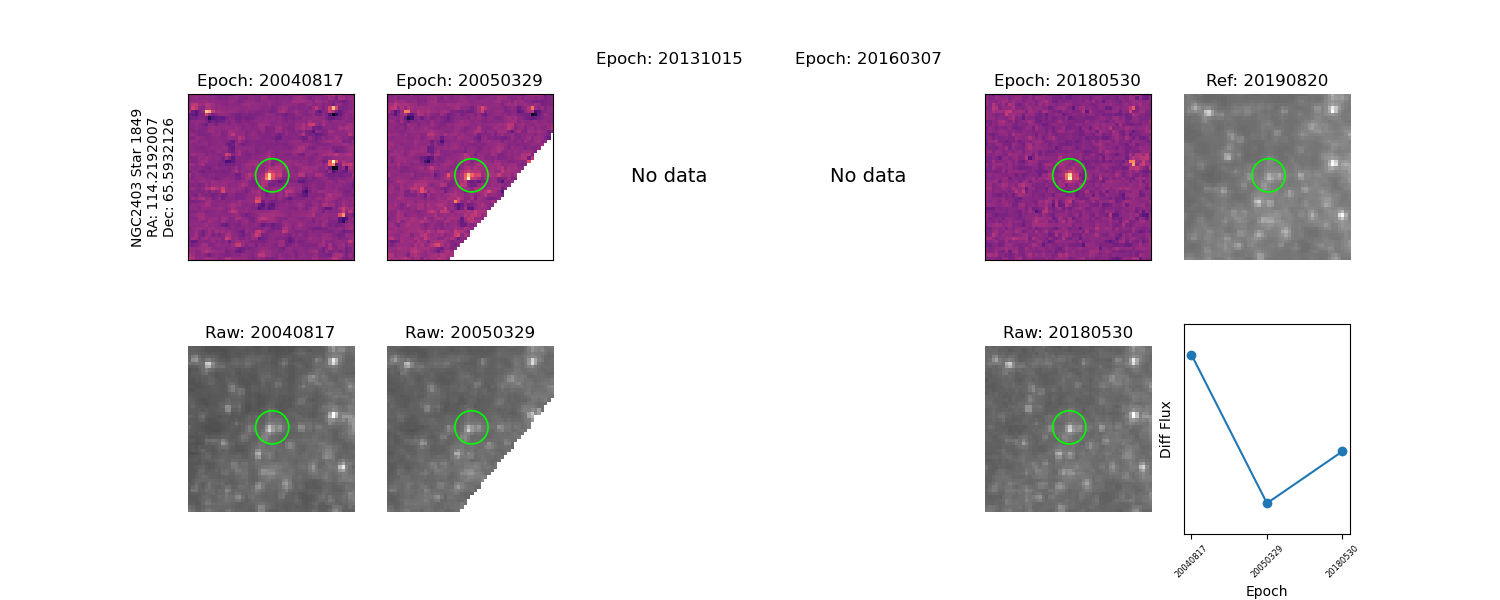 Epoch: 20040817
Epoch: 20050329
Epoch: 20131015
Epoch: 20160307
Epoch: 20180530
Ref: 20190820
NGC2403 Star 1849
RA: 114.2192007
Dec: 65.5932126
No data
No data
Raw: 20040817
Raw: 20050329
Raw: 20180530
Diff Flux
20040817
20050329
20180530
Epoch